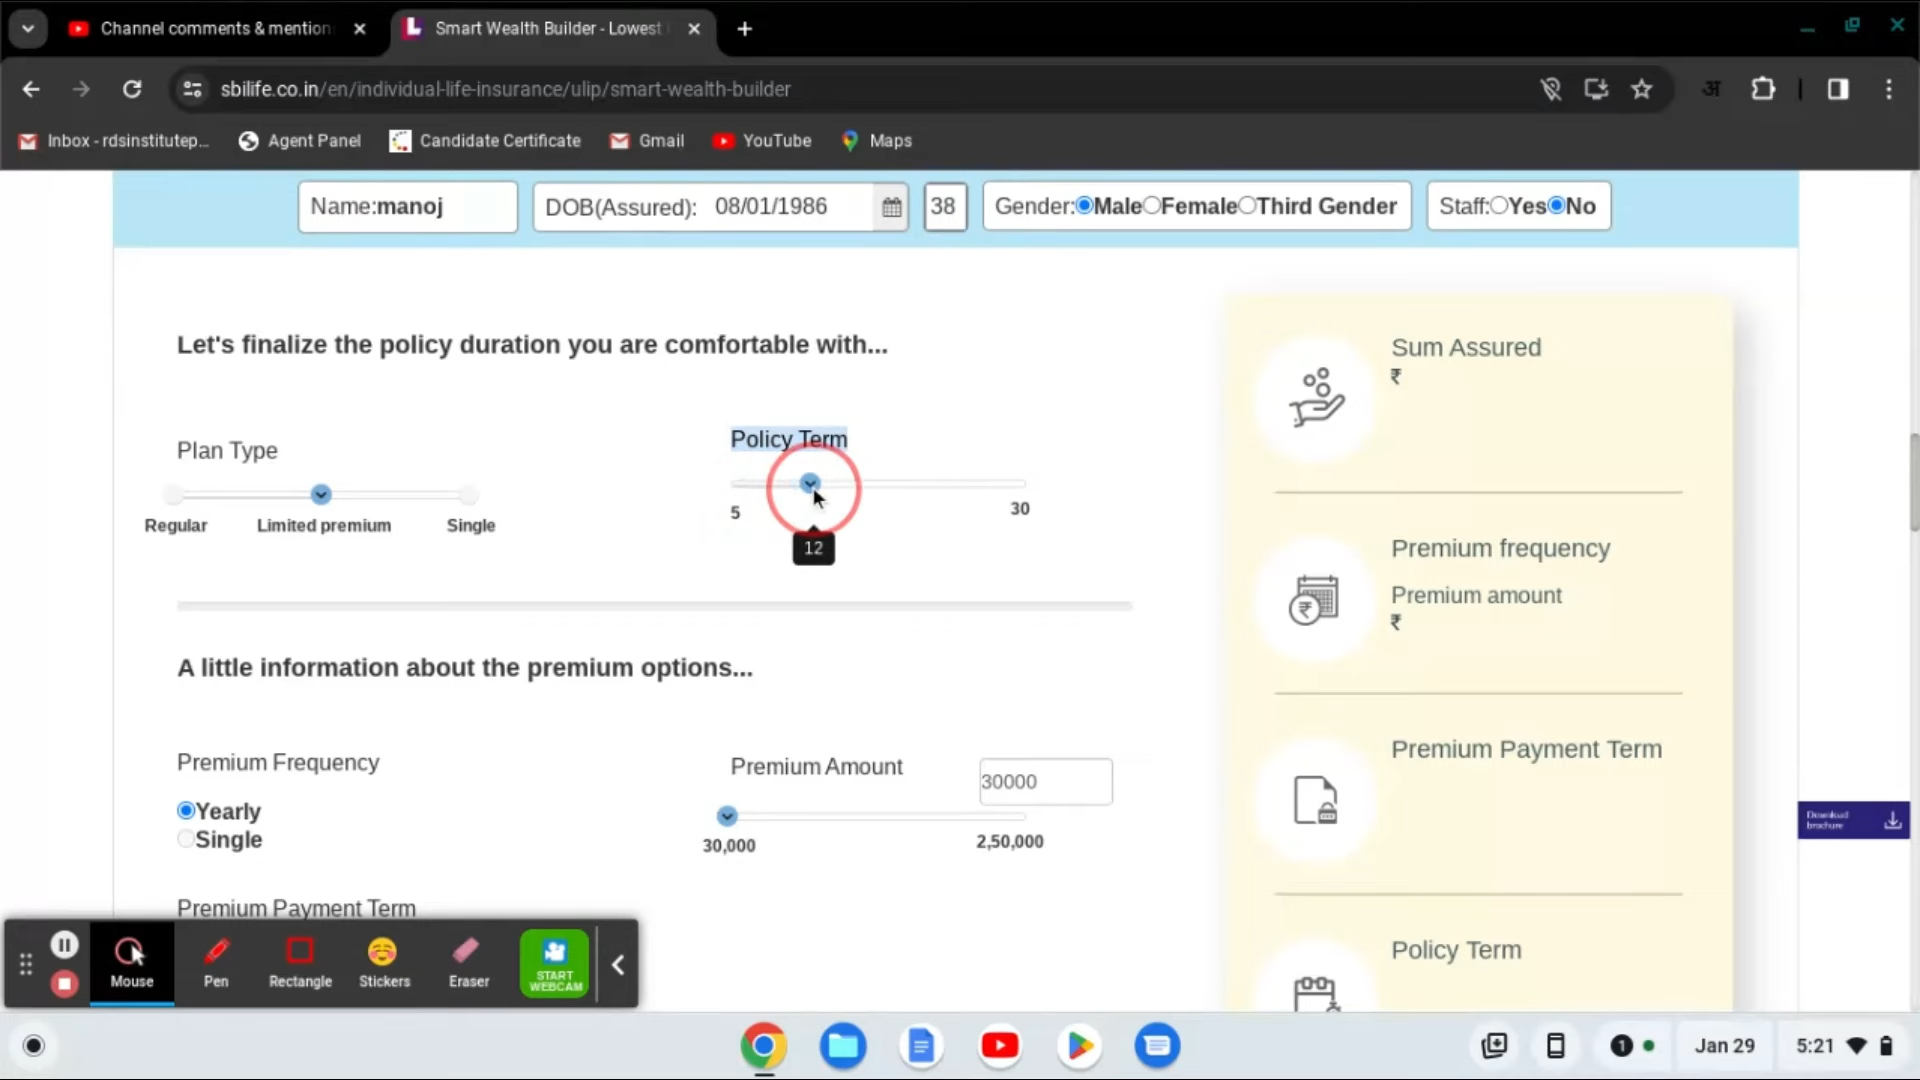 Channel comments & mention
Smart Wealth Builder - Lowest
sbilife.co.in/en/individual-life-insurance/ulip/smart-wealth-builder
अ
Inbox - rdsinstitutep...
Agent Panel
Candidate Certificate
Gmail
YouTube
Maps
Name:manoj
DOB(Assured): 08/01/1986
38
Gender: Male Female Third Gender
Staff: Yes No
Let's finalize the policy duration you are comfortable with...
Plan Type
Regular
Limited premium
Single
Policy Term
5
30
12
A little information about the premium options...
Premium Frequency
Yearly
Single
Premium Amount
30000
30,000
2,50,000
Premium Payment Term
Sum Assured
₹
Premium frequency
Premium amount
₹
Premium Payment Term
Policy Term
Download
brochure
Mouse
Pen
Rectangle
Stickers
Eraser
START
WEBCAM
1
Jan 29
5:21